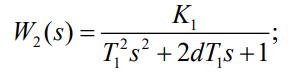 W₂(s) = K₁ / (T₁²s² + 2dT₁s + 1);